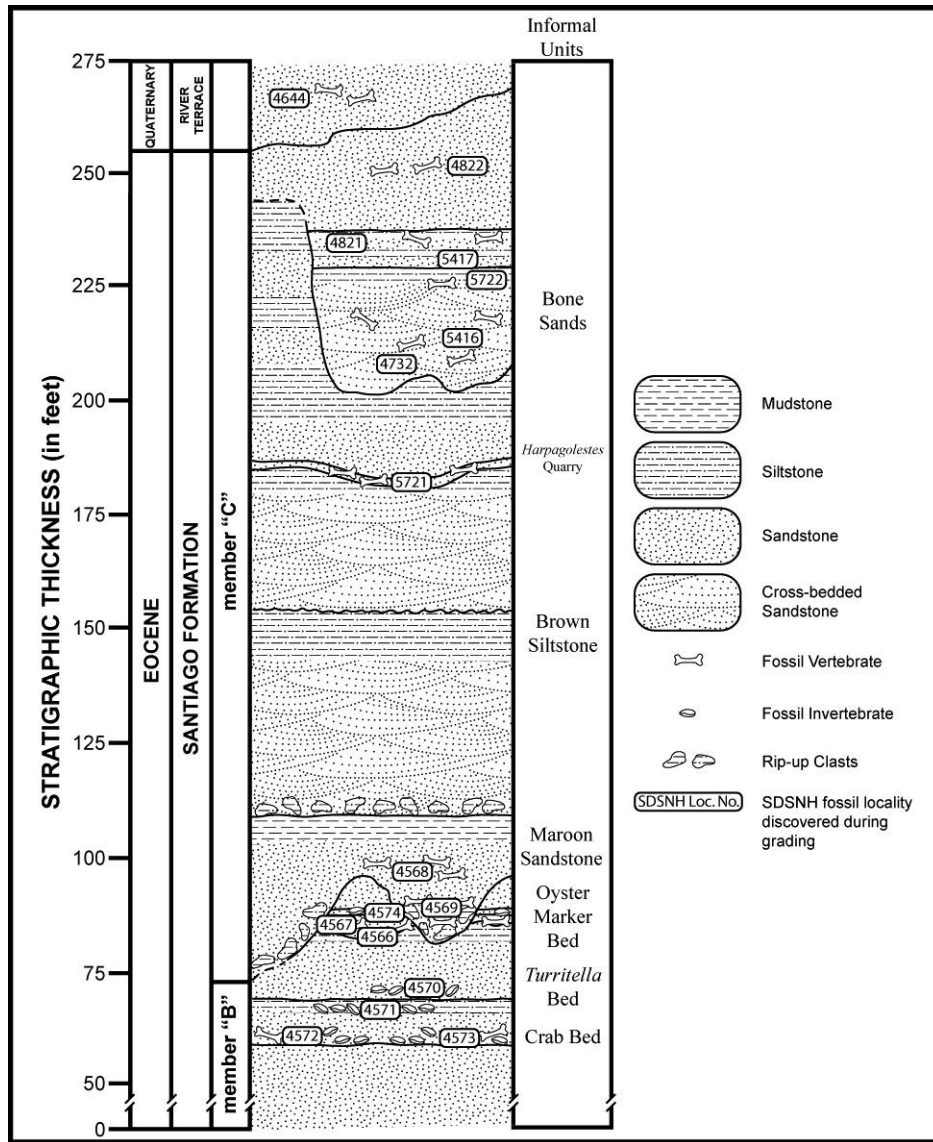 Informal
Units
STRATIGRAPHIC THICKNESS (in feet)
275
250
225
200
175
150
125
100
75
50
0
QUATERNARY
EOCENE
RIVER
TERRACE
SANTIAGO FORMATION
member "C"
member "B"
4644
4822
4821
5417
5722
5416
4732
5721
4568
4569
4574
4567
4566
4570
4571
4572
4573
Bone
Sands
Harpagolestes
Quarry
Brown
Siltstone
Maroon
Sandstone
Oyster
Marker
Bed
Turritella
Bed
Crab Bed
Mudstone
Siltstone
Sandstone
Cross-bedded
Sandstone
Fossil Vertebrate
Fossil Invertebrate
Rip-up Clasts
SDSNH Loc. No.
SDSNH fossil locality
discovered during
grading